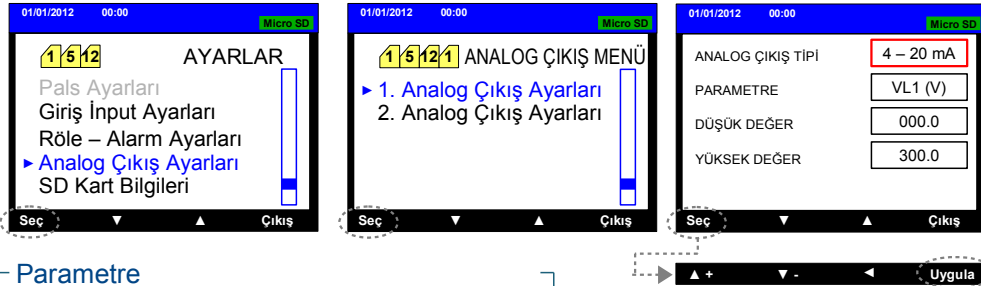 01/01/2012 00:00
Micro SD
1 5 12 AYARLAR
Pals Ayarları
Giriş İnput Ayarları
Röle – Alarm Ayarları
► Analog Çıkış Ayarları
SD Kart Bilgileri
Seç ▼ ▲ Çıkış
01/01/2012 00:00
Micro SD
1 5 12 1 ANALOG ÇIKIŞ MENÜ
► 1. Analog Çıkış Ayarları
2. Analog Çıkış Ayarları
Seç ▼ ▲ Çıkış
01/01/2012 00:00
Micro SD
ANALOG ÇIKIŞ TİPİ 4 – 20 mA
PARAMETRE VL1 (V)
DÜŞÜK DEĞER 000.0
YÜKSEK DEĞER 300.0
Seç ▼ ▲ Çıkış
▲ + ▼ - ◄ Uygula
Parametre